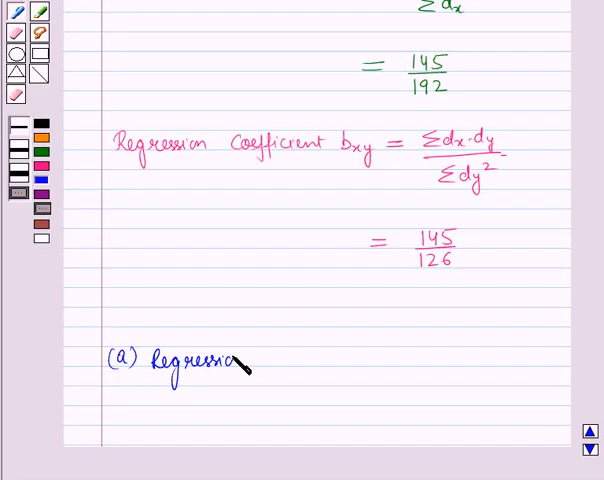 Σdx
= 145/192
Regression Coefficient bxy = Σdx·dy/Σdy²
= 145/126
(a) Regressio